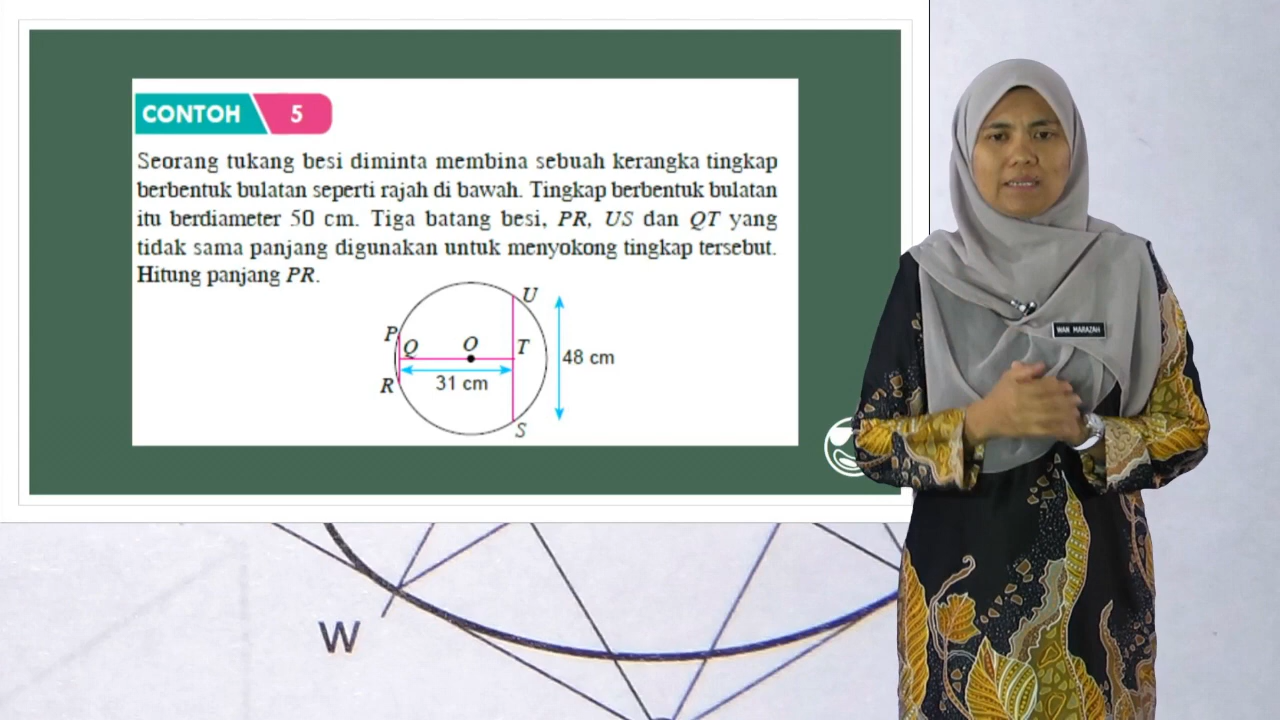 CONTOH 5
Seorang tukang besi diminta membina sebuah kerangka tingkap
berbentuk bulatan seperti rajah di bawah. Tingkap berbentuk bulatan
itu berdiameter 50 cm. Tiga batang besi, PR, US dan QT yang
tidak sama panjang digunakan untuk menyokong tingkap tersebut.
Hitung panjang PR.
U
P
Q
O
T
48 cm
R
31 cm
S
WAN MARAZAH
W